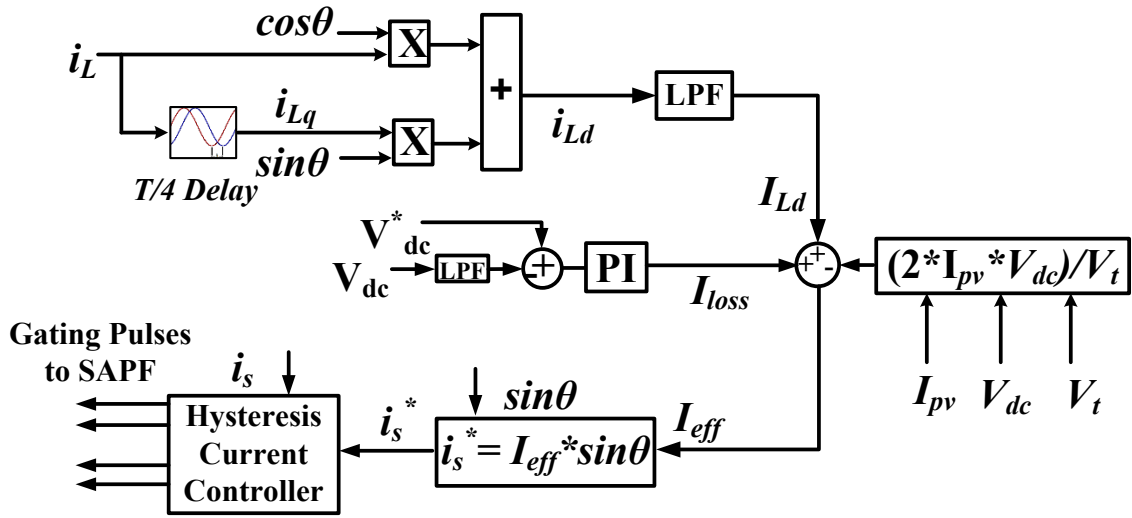 cosθ
i_L
X
+
LPF
i_Lq
X
i_Ld
sinθ
T/4 Delay
I_Ld
V*_dc
V_dc
LPF
-
+
PI
I_loss
+
+
-
(2*I_pv*V_dc)/V_t
I_pv
V_dc
V_t
Gating Pulses
to SAPF
i_s
Hysteresis
Current
Controller
i_s*
sinθ
i_s*= I_eff*sinθ
I_eff